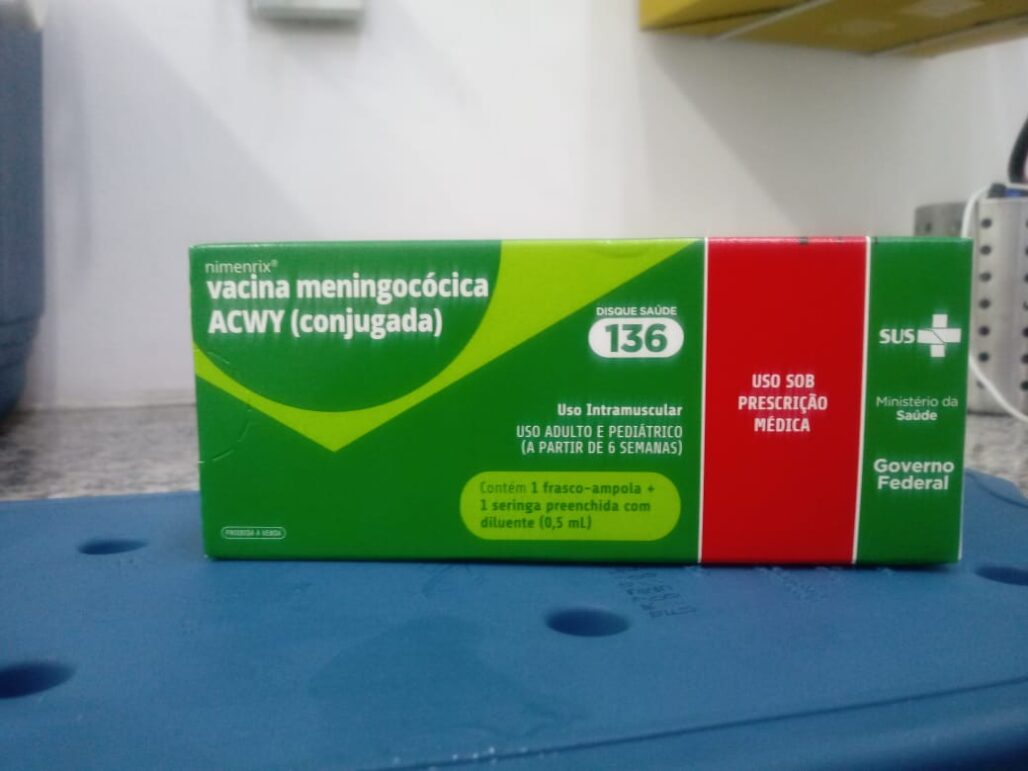 nimenrix®
vacina meningocócica
ACWY (conjugada)
DISQUE SAÚDE
136
Uso Intramuscular
USO ADULTO E PEDIÁTRICO
(A PARTIR DE 6 SEMANAS)
Contém 1 frasco-ampola +
1 seringa preenchida com
diluente (0,5 mL)
PROIBIDA A VENDA
USO SOB
PRESCRIÇÃO
MÉDICA
SUS
Ministério da
Saúde
Governo
Federal